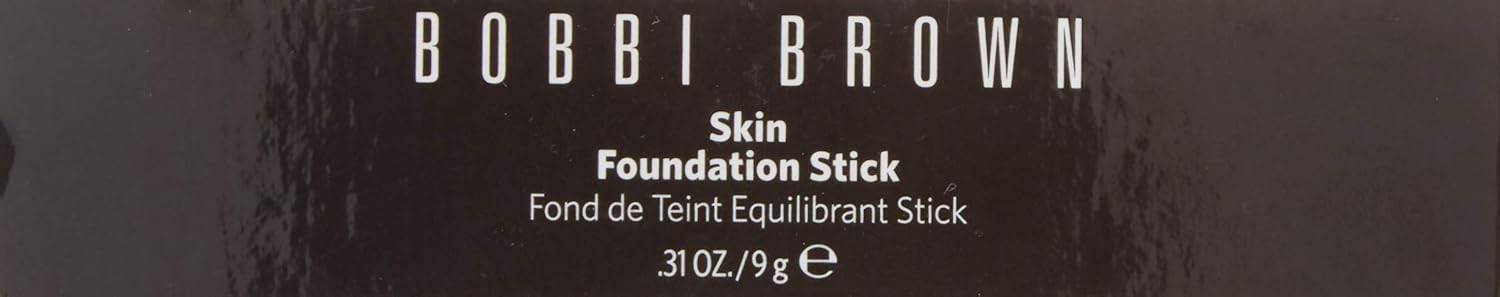 BOBBI BROWN
Skin
Foundation Stick
Fond de Teint Equilibrant Stick
.31 OZ./9 g ℮